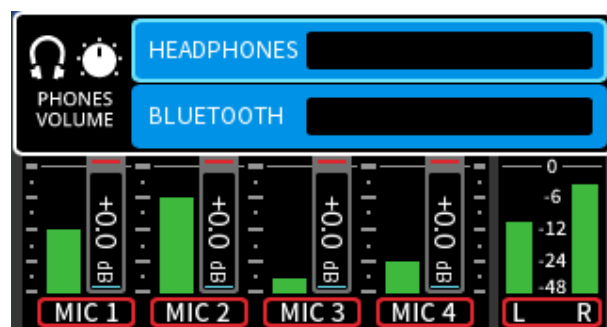 HEADPHONES
PHONES
VOLUME
BLUETOOTH
+0.0 dB
+0.0 dB
+0.0 dB
+0.0 dB
0
-6
-12
-24
-48
MIC 1 MIC 2 MIC 3 MIC 4 L R